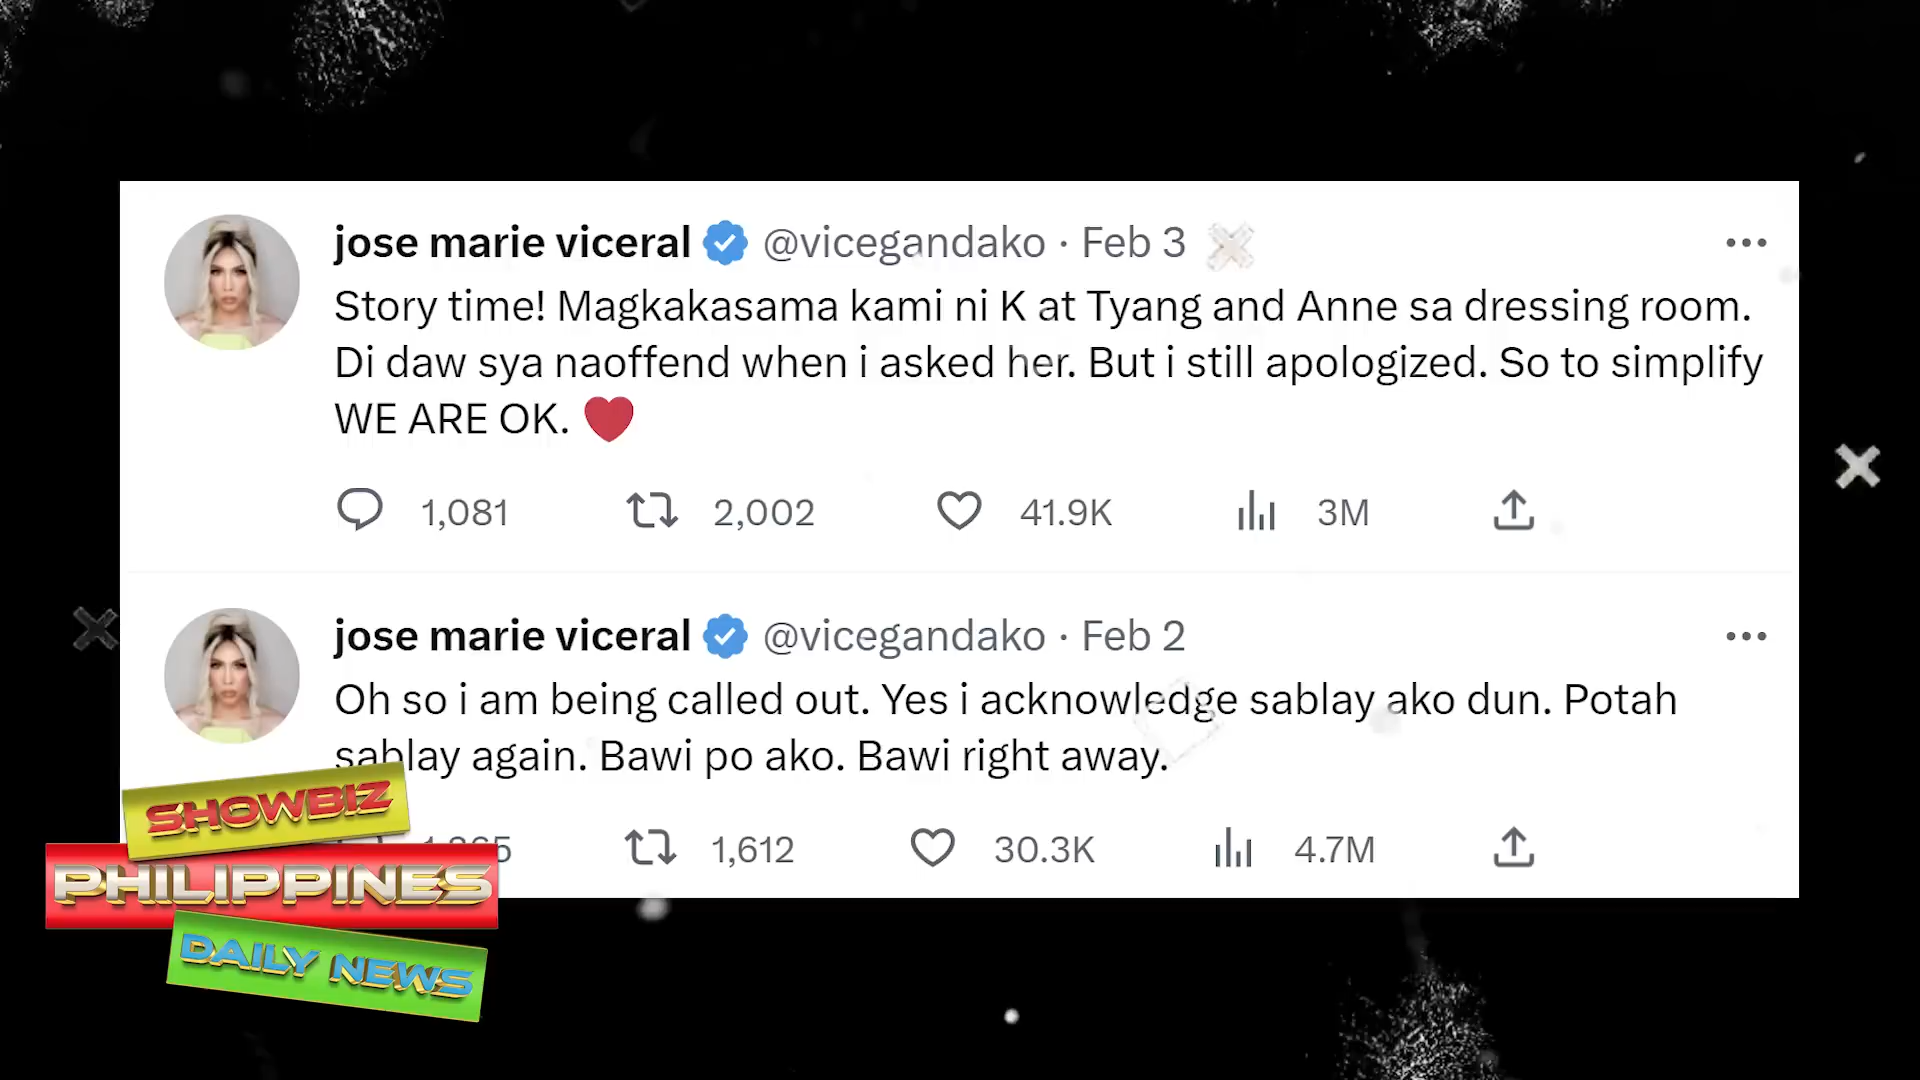 jose marie viceral @vicegandako · Feb 3
Story time! Magkakasama kami ni K at Tyang and Anne sa dressing room.
Di daw sya naoffend when i asked her. But i still apologized. So to simplify
WE ARE OK. ❤️
1,081 2,002 41.9K 3M
jose marie viceral @vicegandako · Feb 2
Oh so i am being called out. Yes i acknowledge sablay ako dun. Potah
sablay again. Bawi po ako. Bawi right away.
1,612 30.3K 4.7M
SHOWBIZ
PHILIPPINES
DAILY NEWS